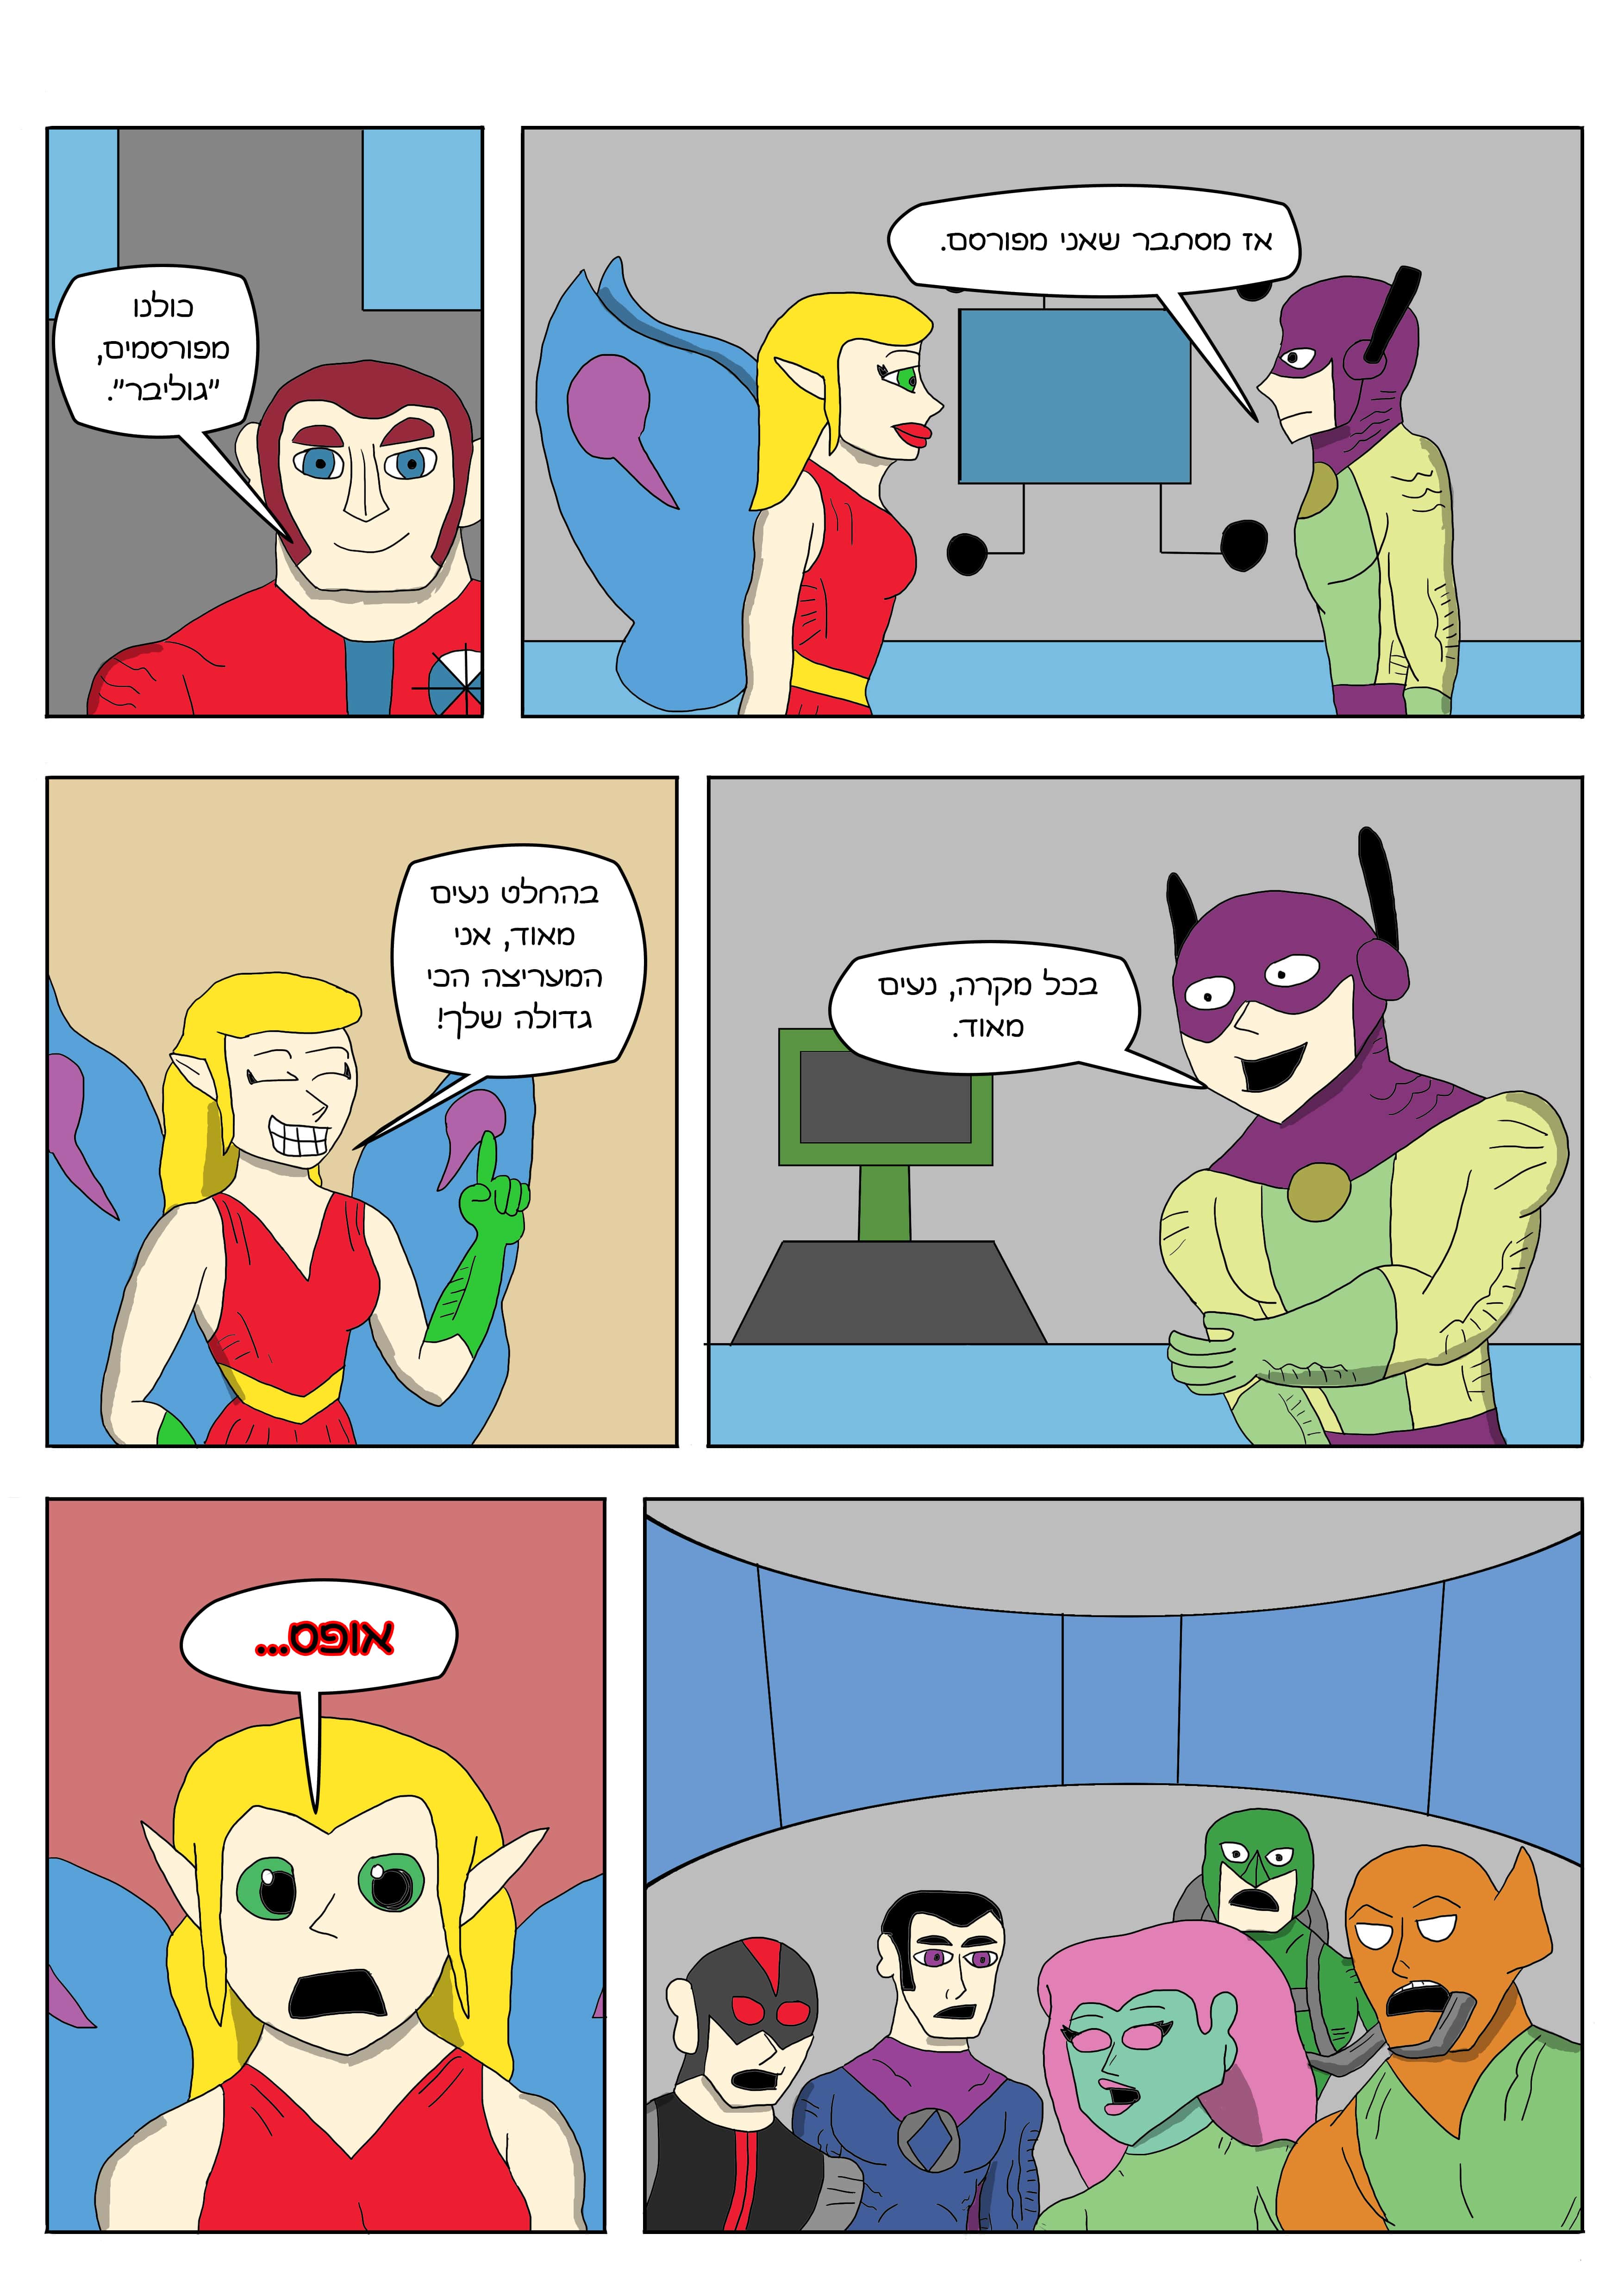 אז מסתבר שאני מפורסם.
כולנו
מפורסמים,
"גוליבר".
בכל מקרה, נעים
מאוד.
בהחלט נעים
מאוד, אני
המעריצה הכי
גדולה שלך!
אופס...